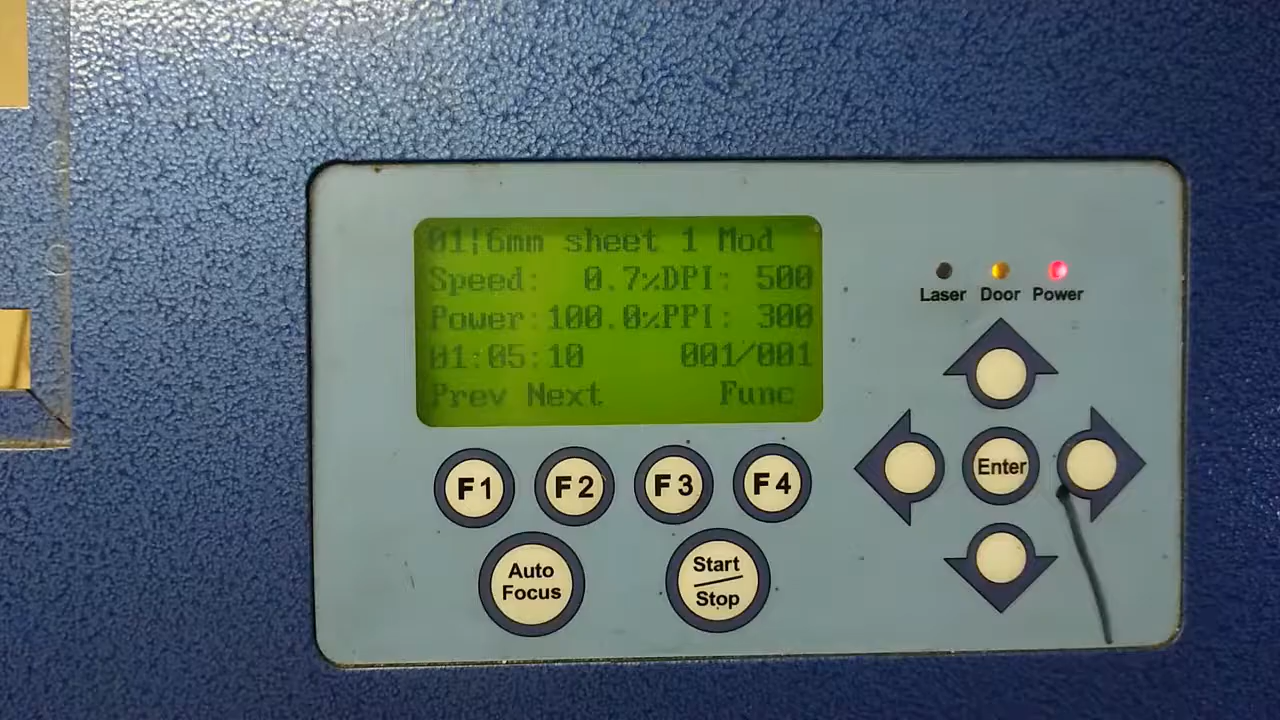 01|6mm sheet 1 Mod
Speed: 0.7%DPI: 500
Power:100.0%PPI: 300
01:05:10 001/001
Prev Next Func
Laser Door Power
F1 F2 F3 F4
Enter
Auto Focus
Start
Stop